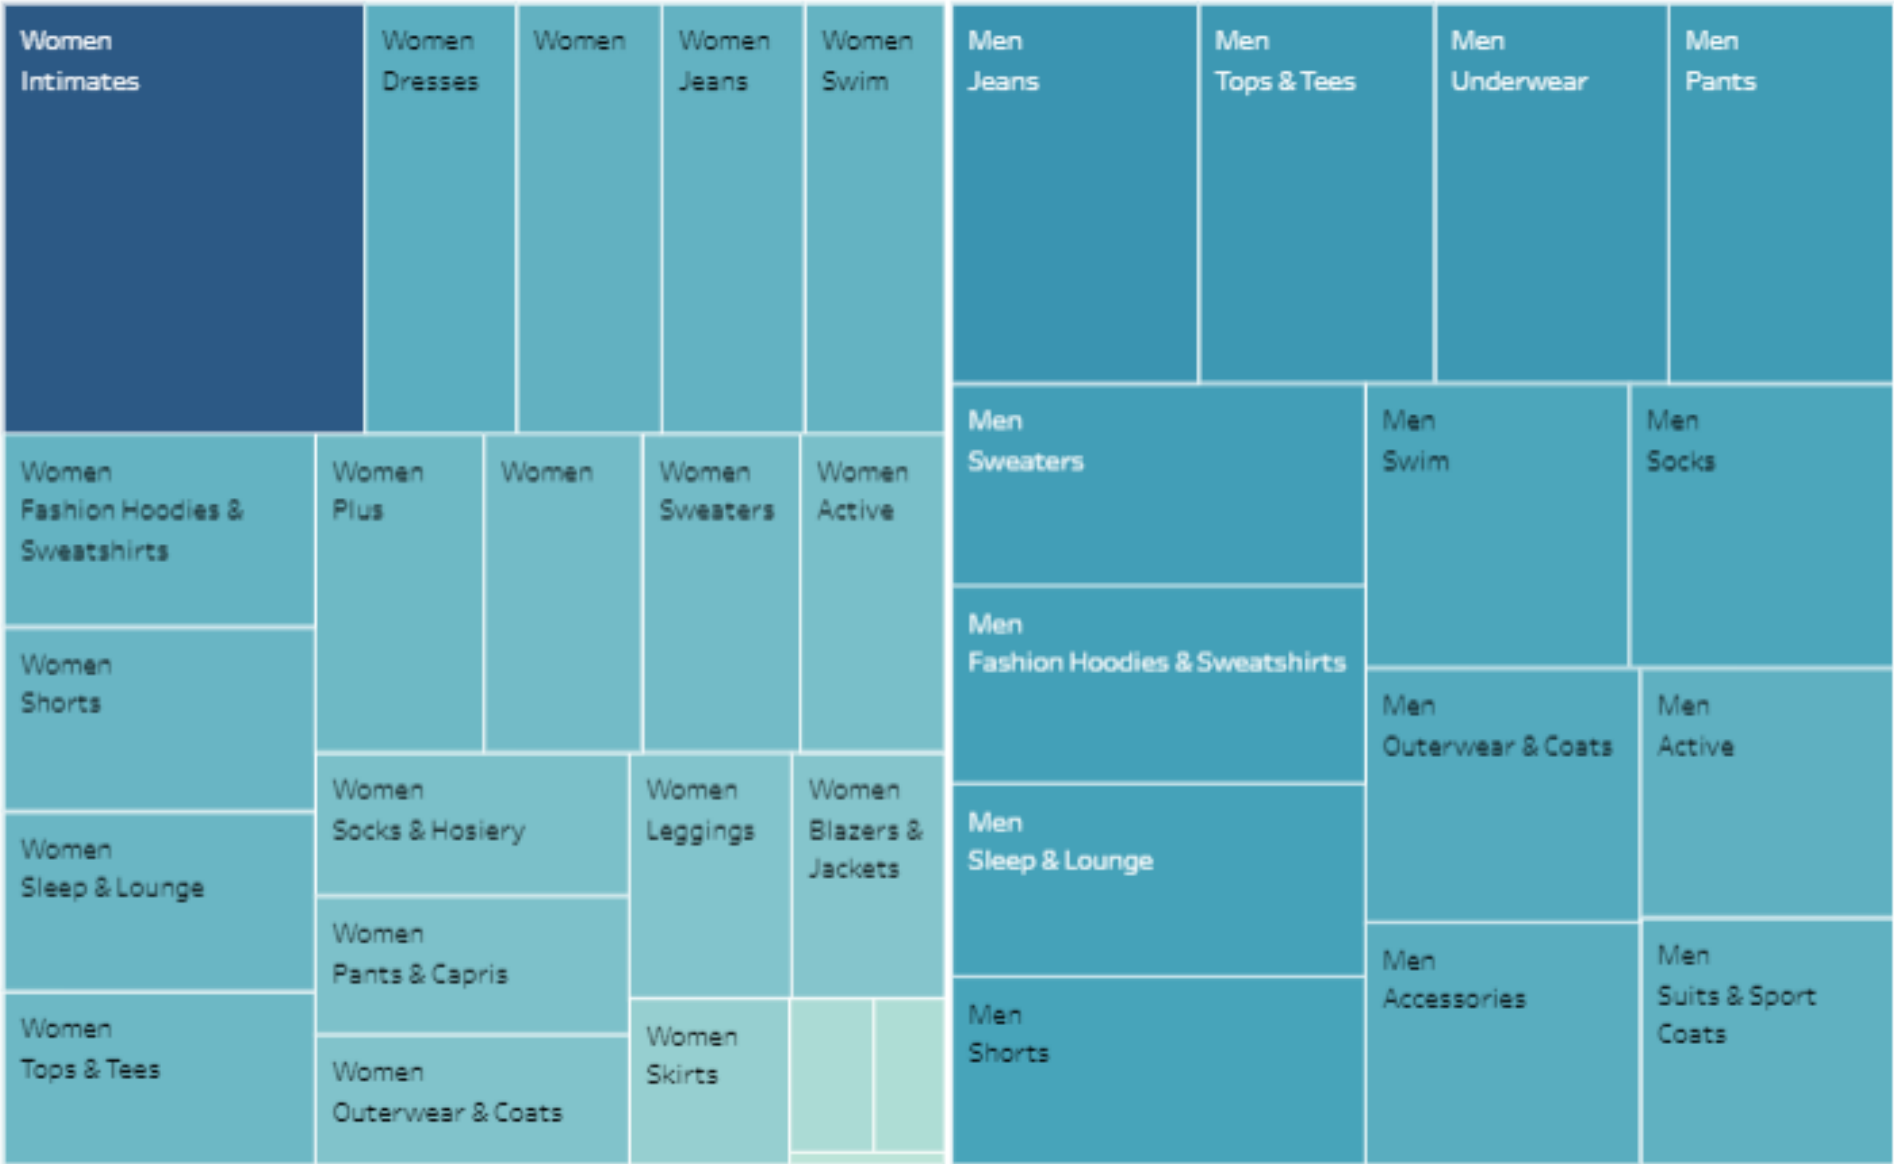 Women
Intimates
Women
Dresses
Women
Women
Jeans
Women
Swim
Women
Fashion Hoodies &
Sweatshirts
Women
Plus
Women
Women
Sweaters
Women
Active
Women
Shorts
Women
Sleep & Lounge
Women
Tops & Tees
Women
Socks & Hosiery
Women
Pants & Capris
Women
Outerwear & Coats
Women
Leggings
Women
Blazers &
Jackets
Women
Skirts
Men
Jeans
Men
Tops & Tees
Men
Underwear
Men
Pants
Men
Sweaters
Men
Fashion Hoodies & Sweatshirts
Men
Sleep & Lounge
Men
Shorts
Men
Swim
Men
Socks
Men
Outerwear & Coats
Men
Active
Men
Accessories
Men
Suits & Sport
Coats